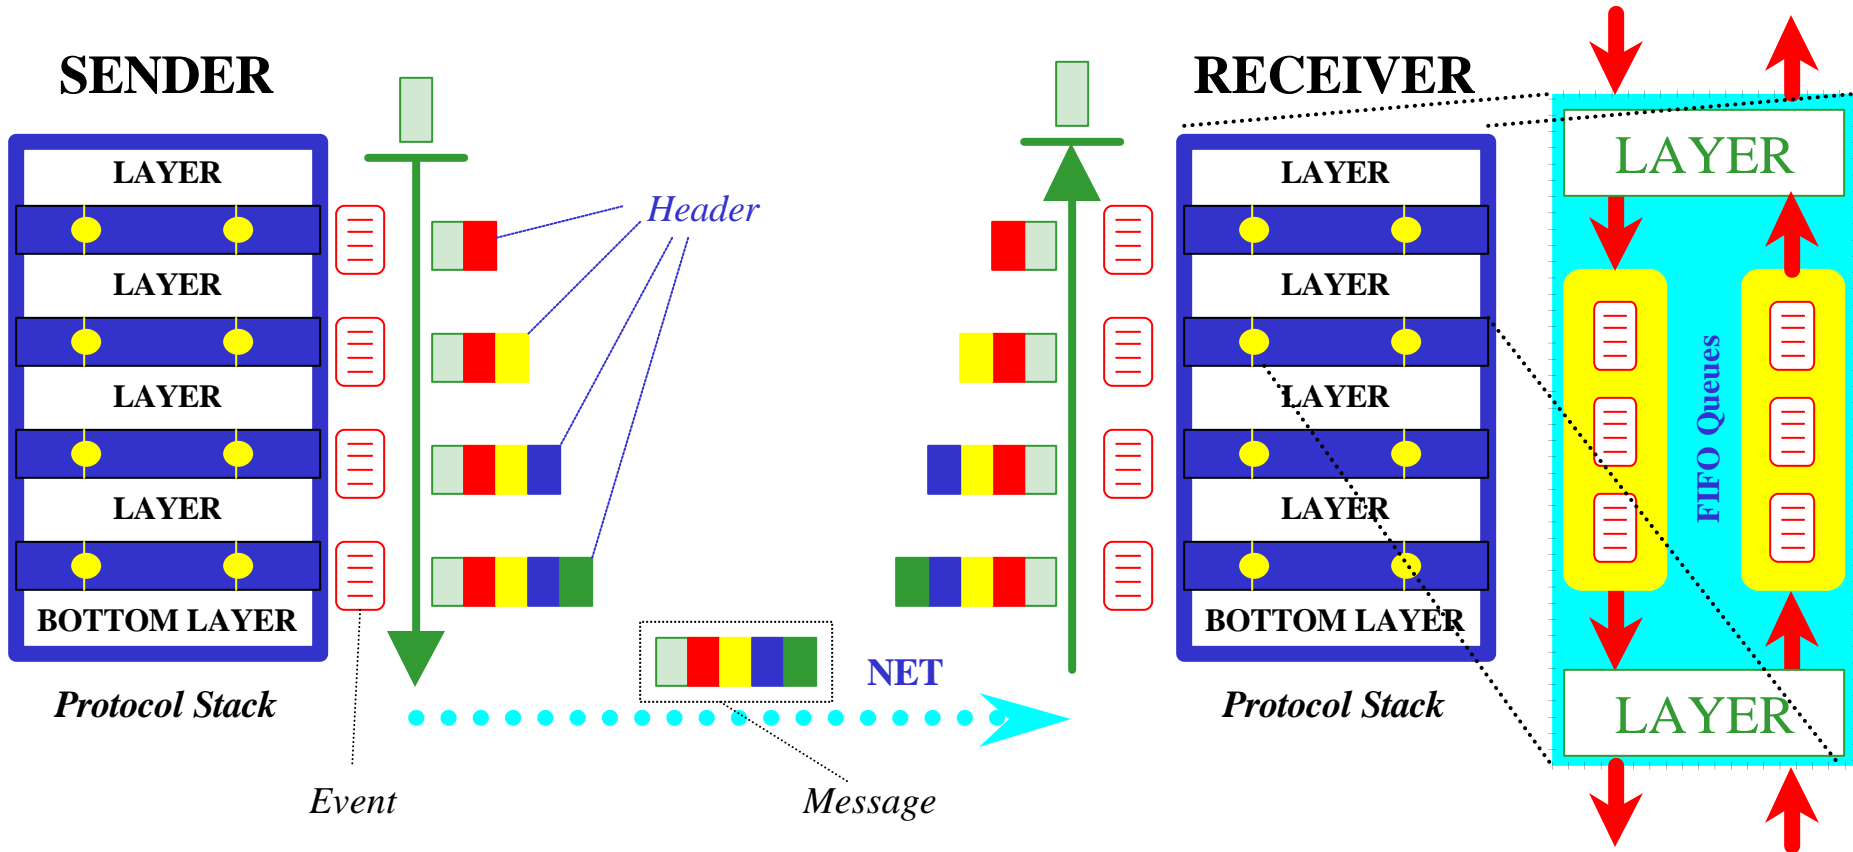 SENDER
LAYER
LAYER
LAYER
LAYER
BOTTOM LAYER
Protocol Stack
Event
Header
NET
Message
RECEIVER
LAYER
LAYER
LAYER
LAYER
BOTTOM LAYER
Protocol Stack
LAYER
FIFO Queues
LAYER